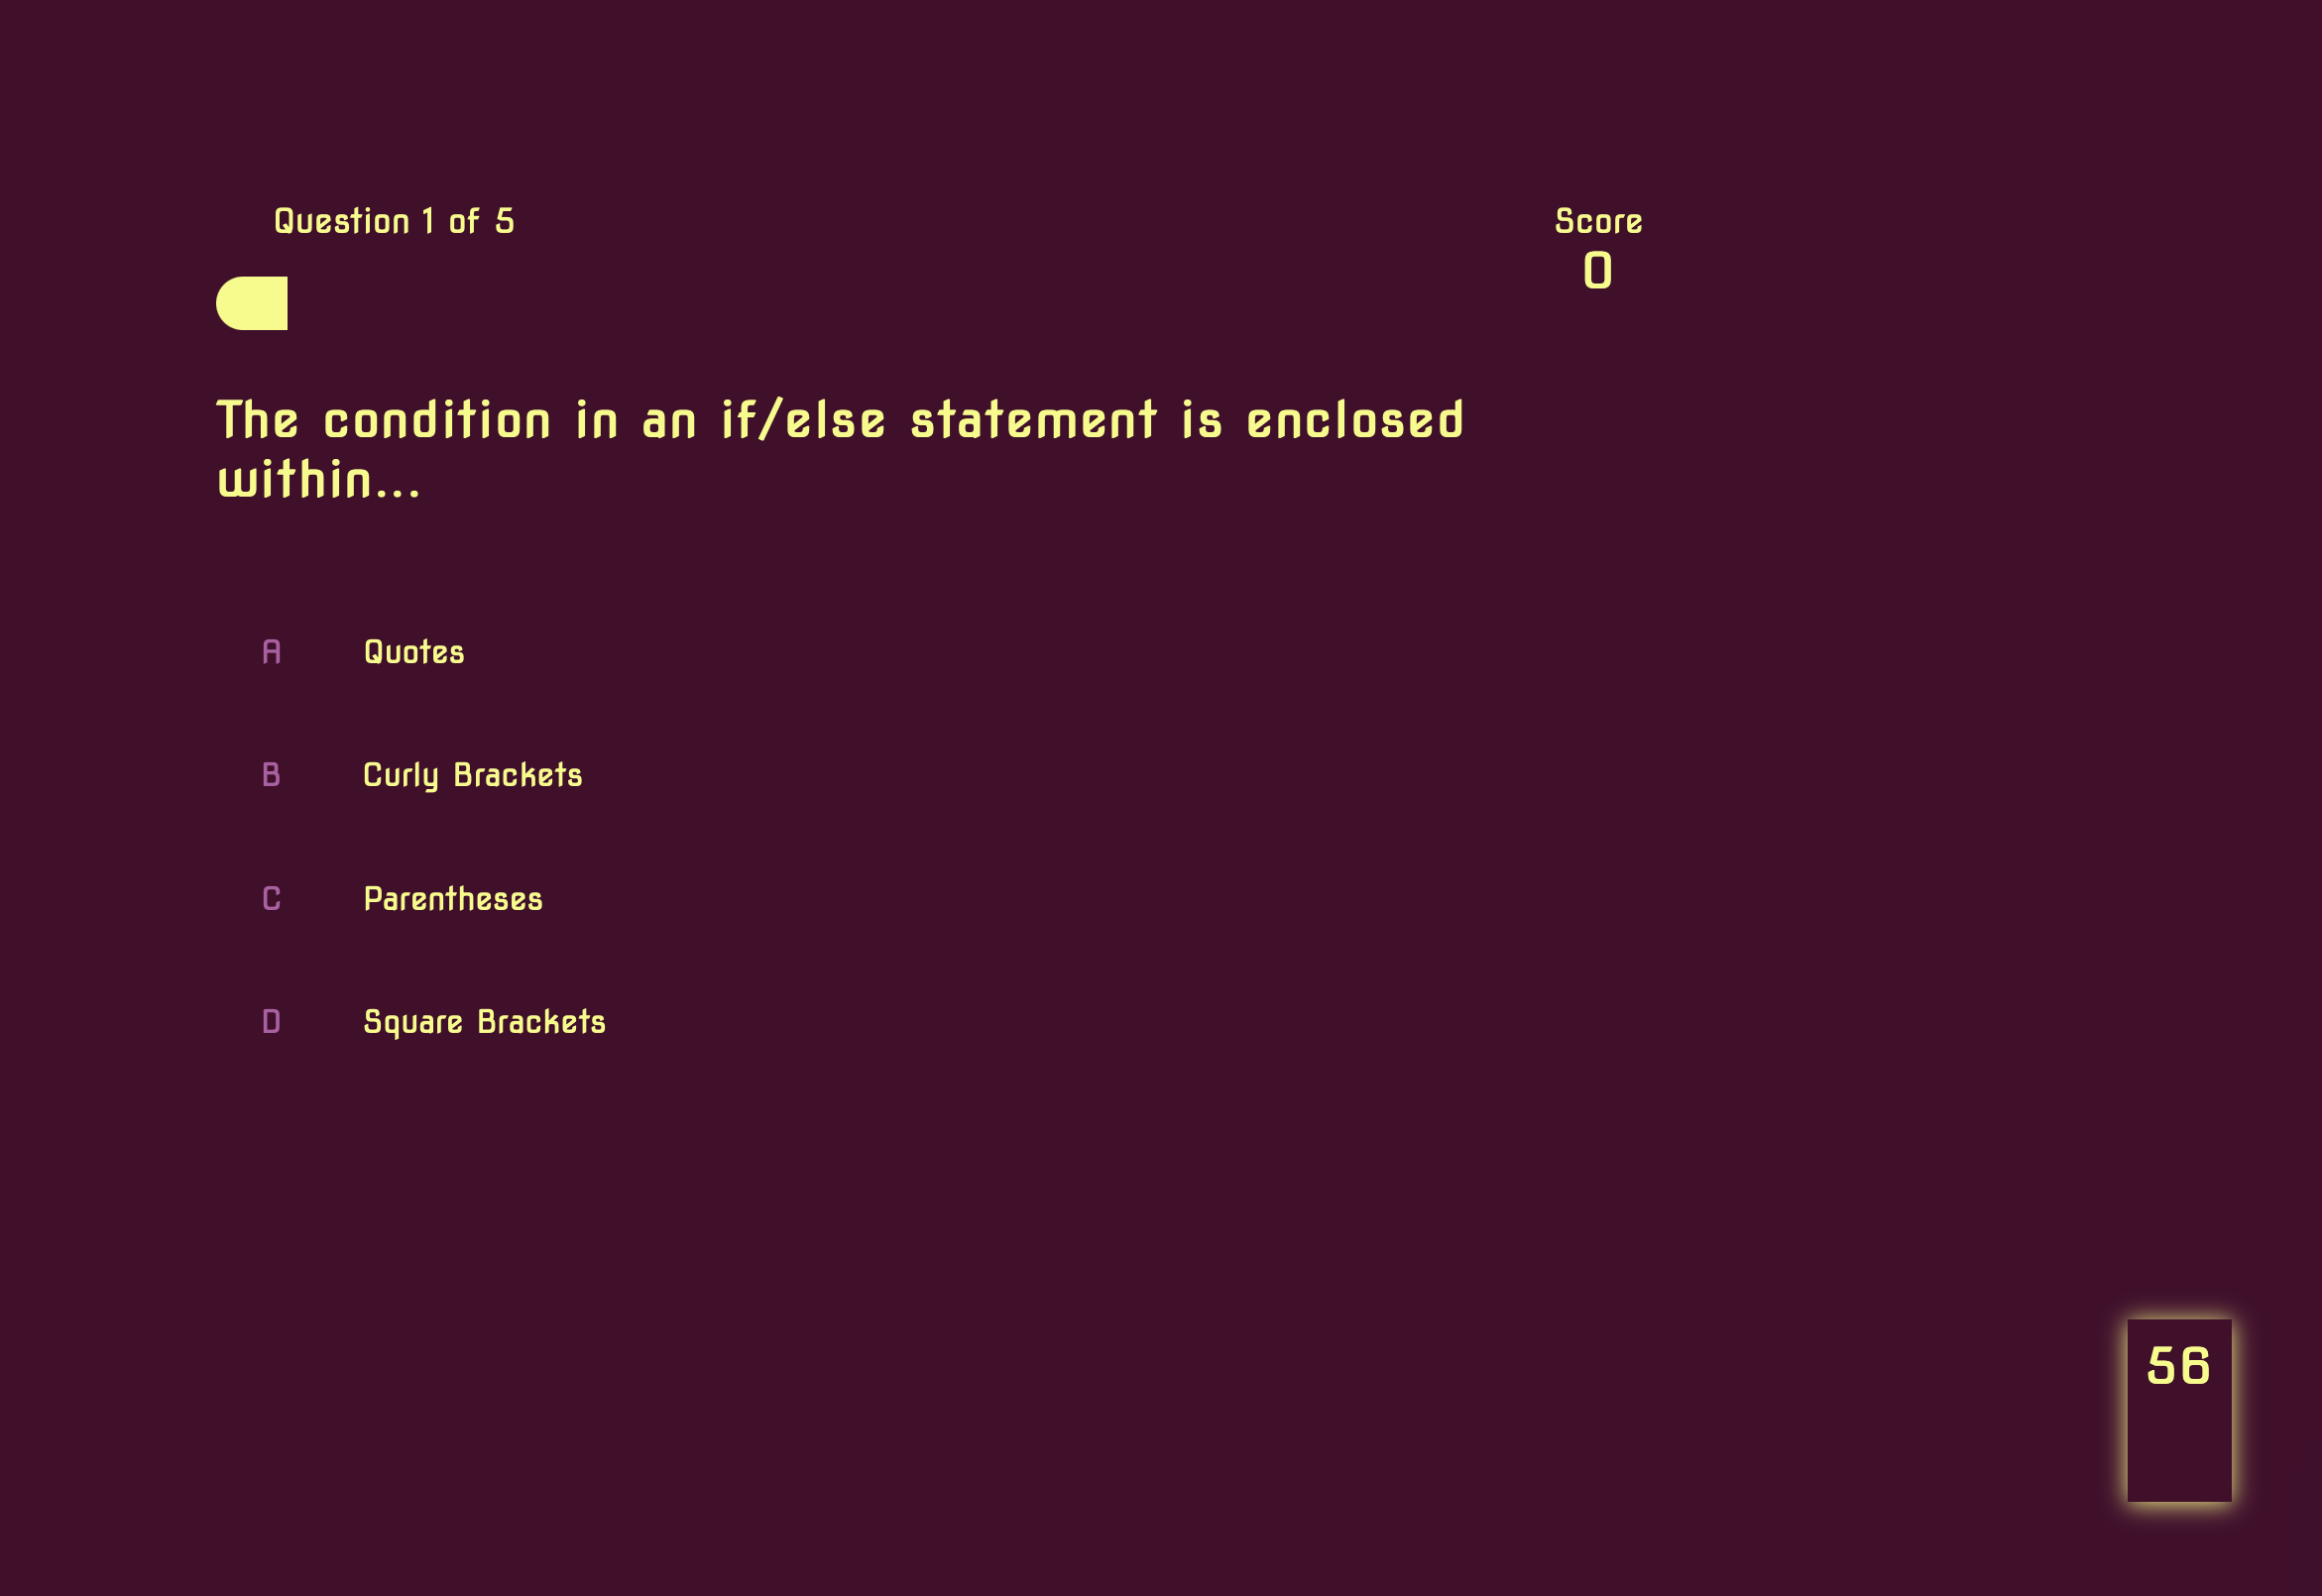 Question 1 of 5
Score
0
The condition in an if/else statement is enclosed
within...
A Quotes
B Curly Brackets
C Parentheses
D Square Brackets
56